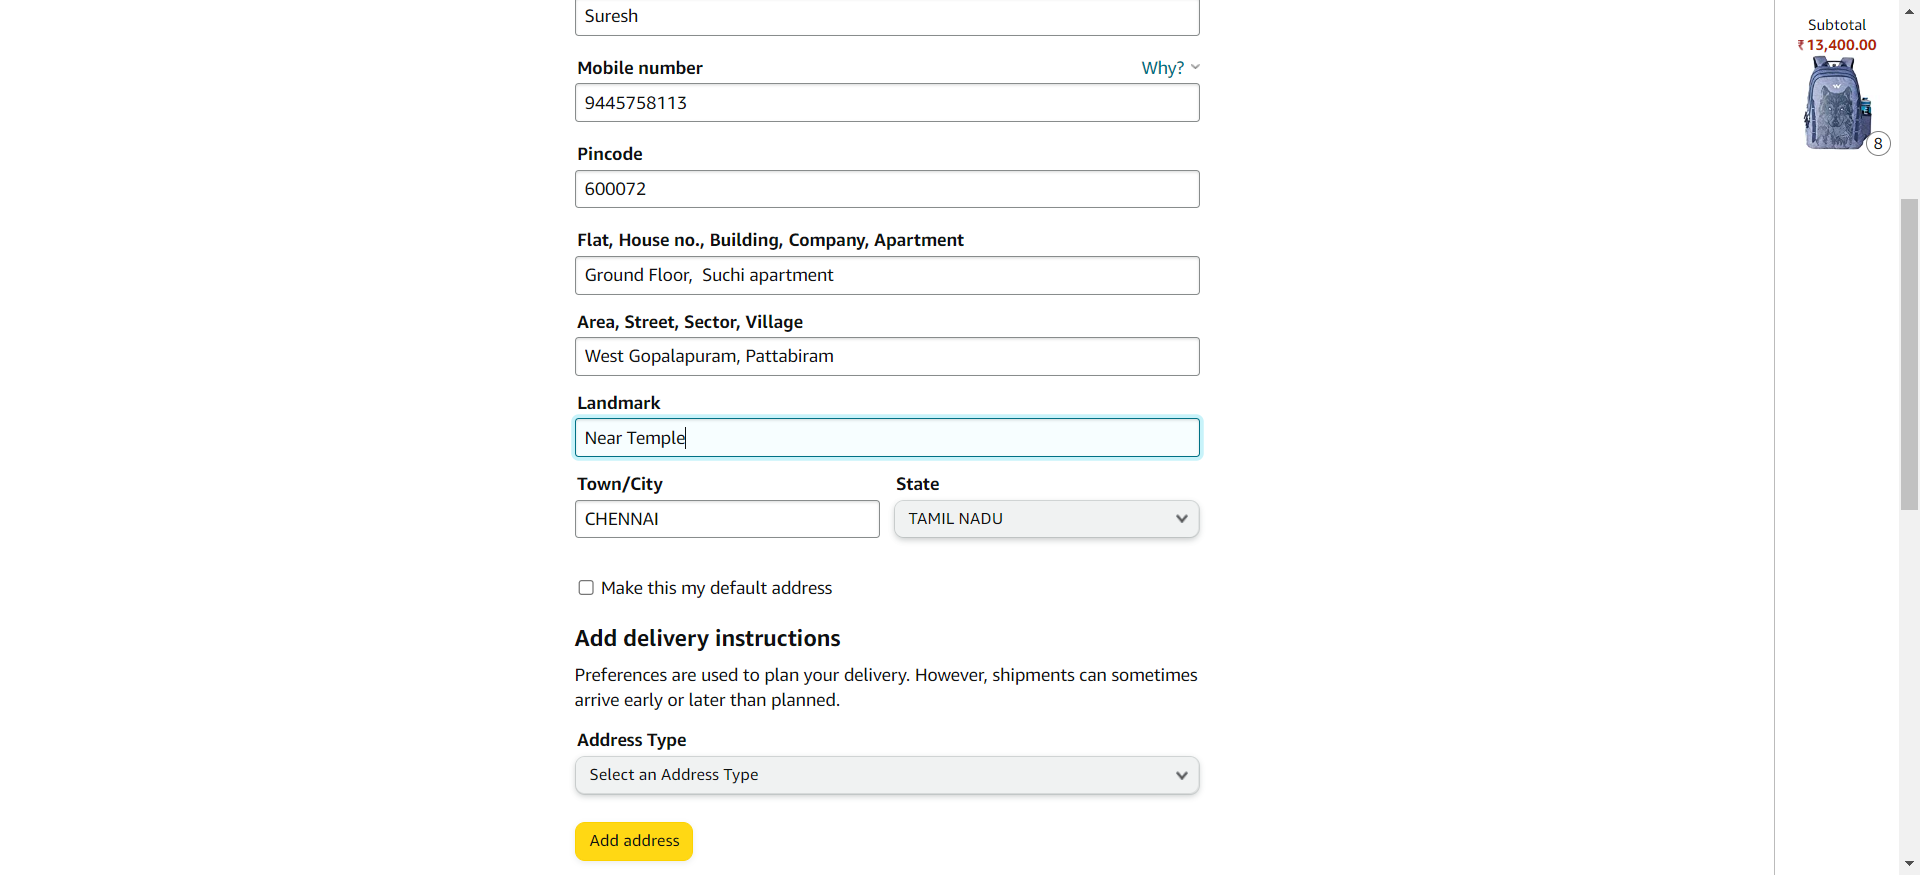 Suresh
Subtotal
₹13,400.00
Mobile number
Why?
9445758113
8
Pincode
600072
Flat, House no., Building, Company, Apartment
Ground Floor,  Suchi apartment
Area, Street, Sector, Village
West Gopalapuram, Pattabiram
Landmark
Near Temple
Town/City
State
CHENNAI
TAMIL NADU
Make this my default address
Add delivery instructions
Preferences are used to plan your delivery. However, shipments can sometimes
arrive early or later than planned.
Address Type
Select an Address Type
Add address